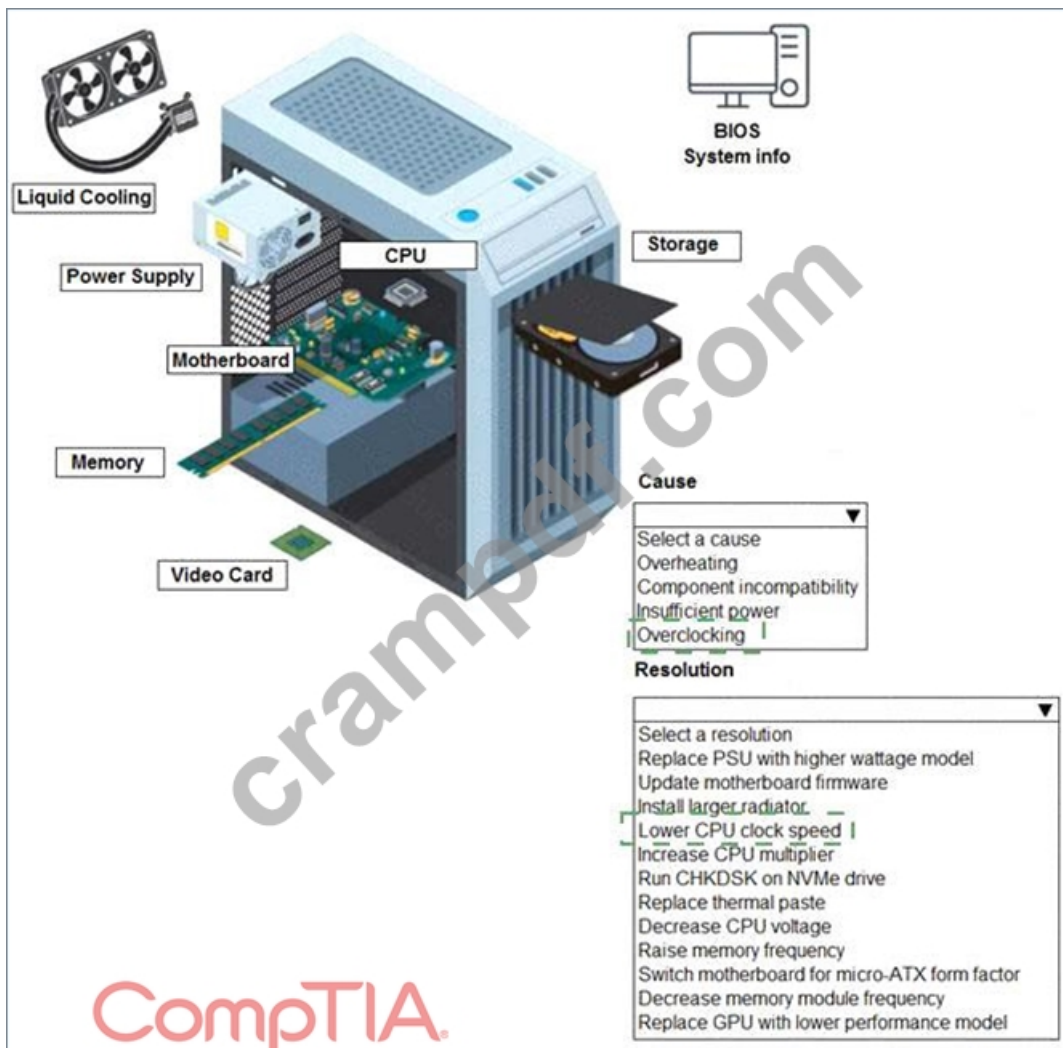 BIOS
System info
Liquid Cooling
Storage
CPU
Power Supply
Motherboard
Memory
Video Card
crampdf.com
Cause
Select a cause
Overheating
Component incompatibility
Insufficient power
Overclocking
Resolution
Select a resolution
Replace PSU with higher wattage model
Update motherboard firmware
Install larger radiator
Lower CPU clock speed
Increase CPU multiplier
Run CHKDSK on NVMe drive
Replace thermal paste
Decrease CPU voltage
Raise memory frequency
Switch motherboard for micro-ATX form factor
Decrease memory module frequency
Replace GPU with lower performance model
CompTIA.